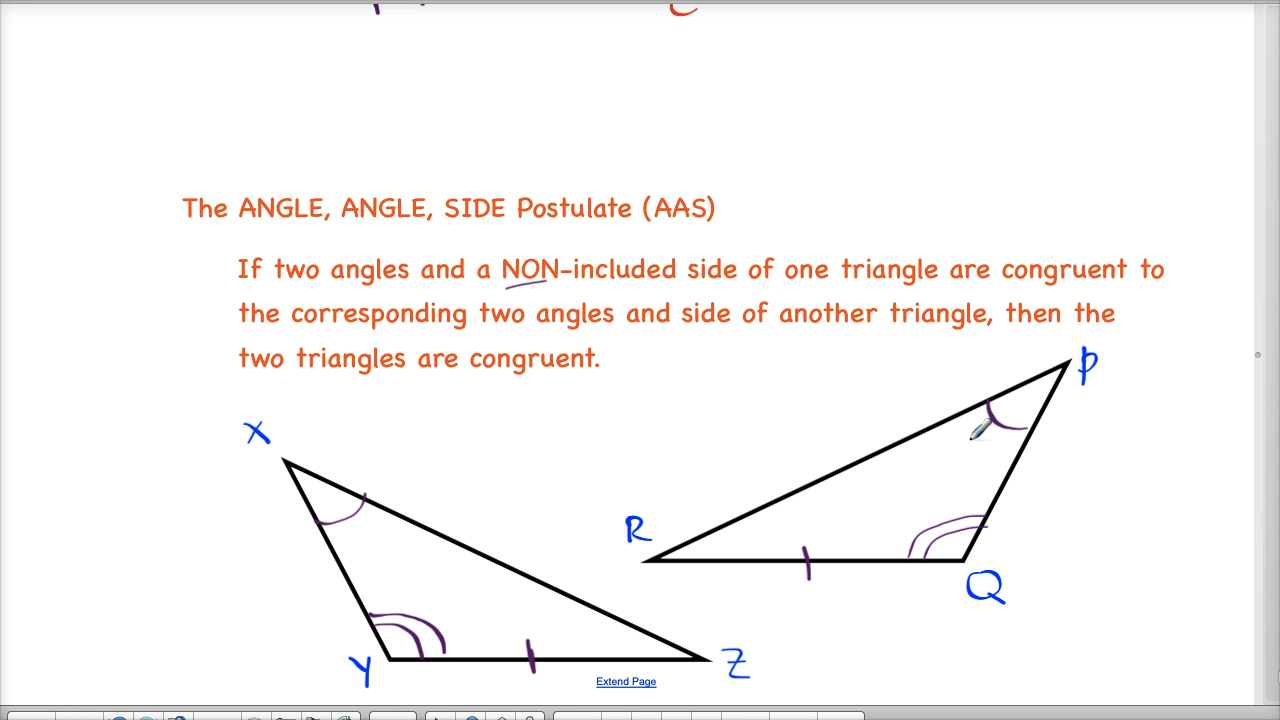 The ANGLE, ANGLE, SIDE Postulate (AAS)
If two angles and a NON-included side of one triangle are congruent to
the corresponding two angles and side of another triangle, then the
two triangles are congruent.
P
X
R
Q
Y
Z
Extend Page